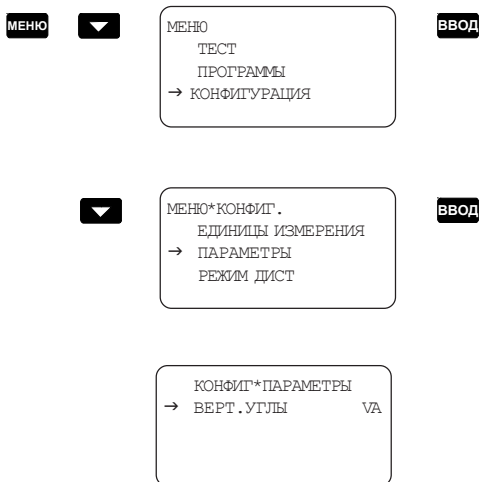 МЕНЮ
МЕНЮ
ТЕСТ
ПРОГРАММЫ
→ КОНФИГУРАЦИЯ
ВВОД
МЕНЮ*КОНФИГ.
ЕДИНИЦЫ ИЗМЕРЕНИЯ
→ ПАРАМЕТРЫ
РЕЖИМ ДИСТ
ВВОД
КОНФИГ*ПАРАМЕТРЫ
→ ВЕРТ.УГЛЫ VA